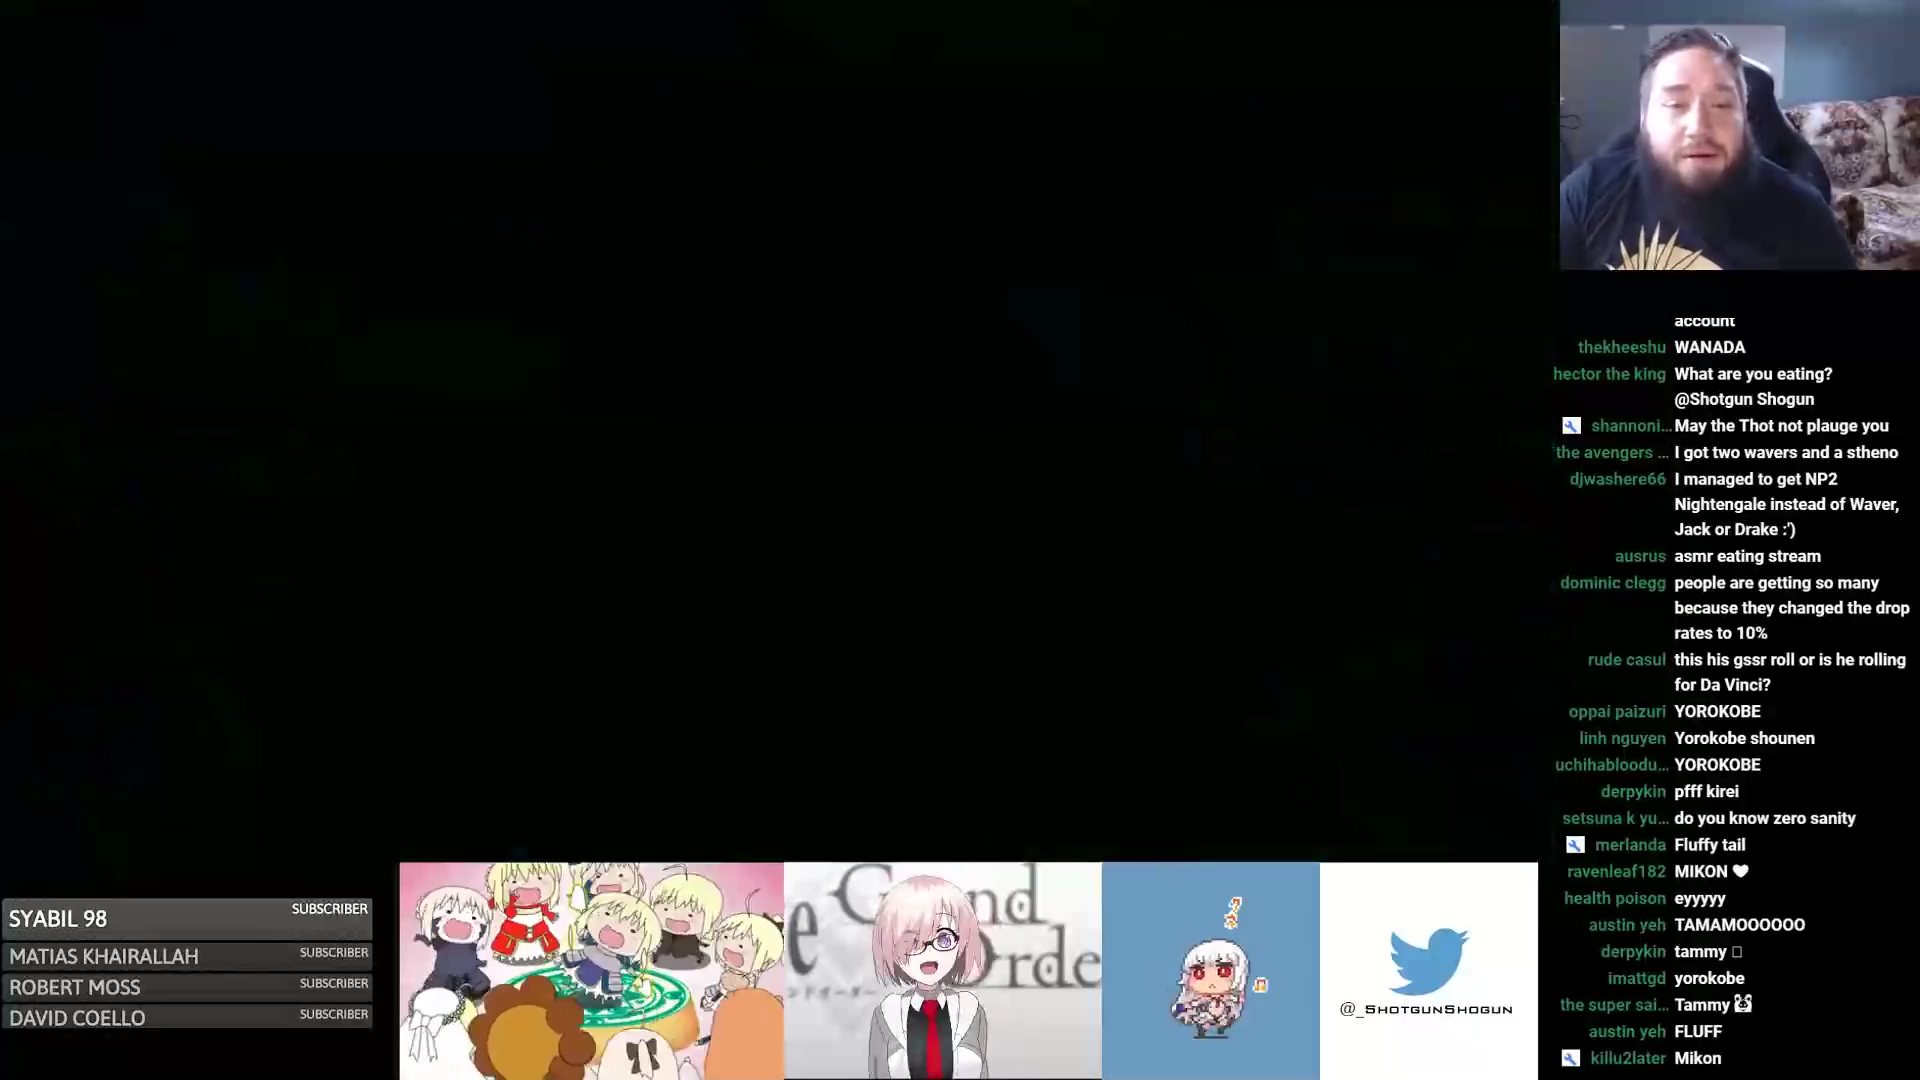 account
thekheeshu WANADA
hector the king What are you eating?
@Shotgun Shogun
shannoni... May the Thot not plauge you
the avengers ... I got two wavers and a stheno
djwashere66 I managed to get NP2
Nightengale instead of Waver,
Jack or Drake :')
ausrus asmr eating stream
dominic clegg people are getting so many
because they changed the drop
rates to 10%
rude casul this his gssr roll or is he rolling
for Da Vinci?
oppai paizuri YOROKOBE
linh nguyen Yorokobe shounen
uchihabloodu... YOROKOBE
derpykin pfff kirei
setsuna k yu... do you know zero sanity
merlanda Fluffy tail
ravenleaf182 MIKON
health poison eyyyyy
austin yeh TAMAMOOOOOO
derpykin tammy
imattgd yorokobe
the super sai... Tammy
austin yeh FLUFF
killu2later Mikon
SYABIL 98 SUBSCRIBER
MATIAS KHAIRALLAH SUBSCRIBER
ROBERT MOSS SUBSCRIBER
DAVID COELLO SUBSCRIBER
e Grand
Orde
@_ShotgunShogun